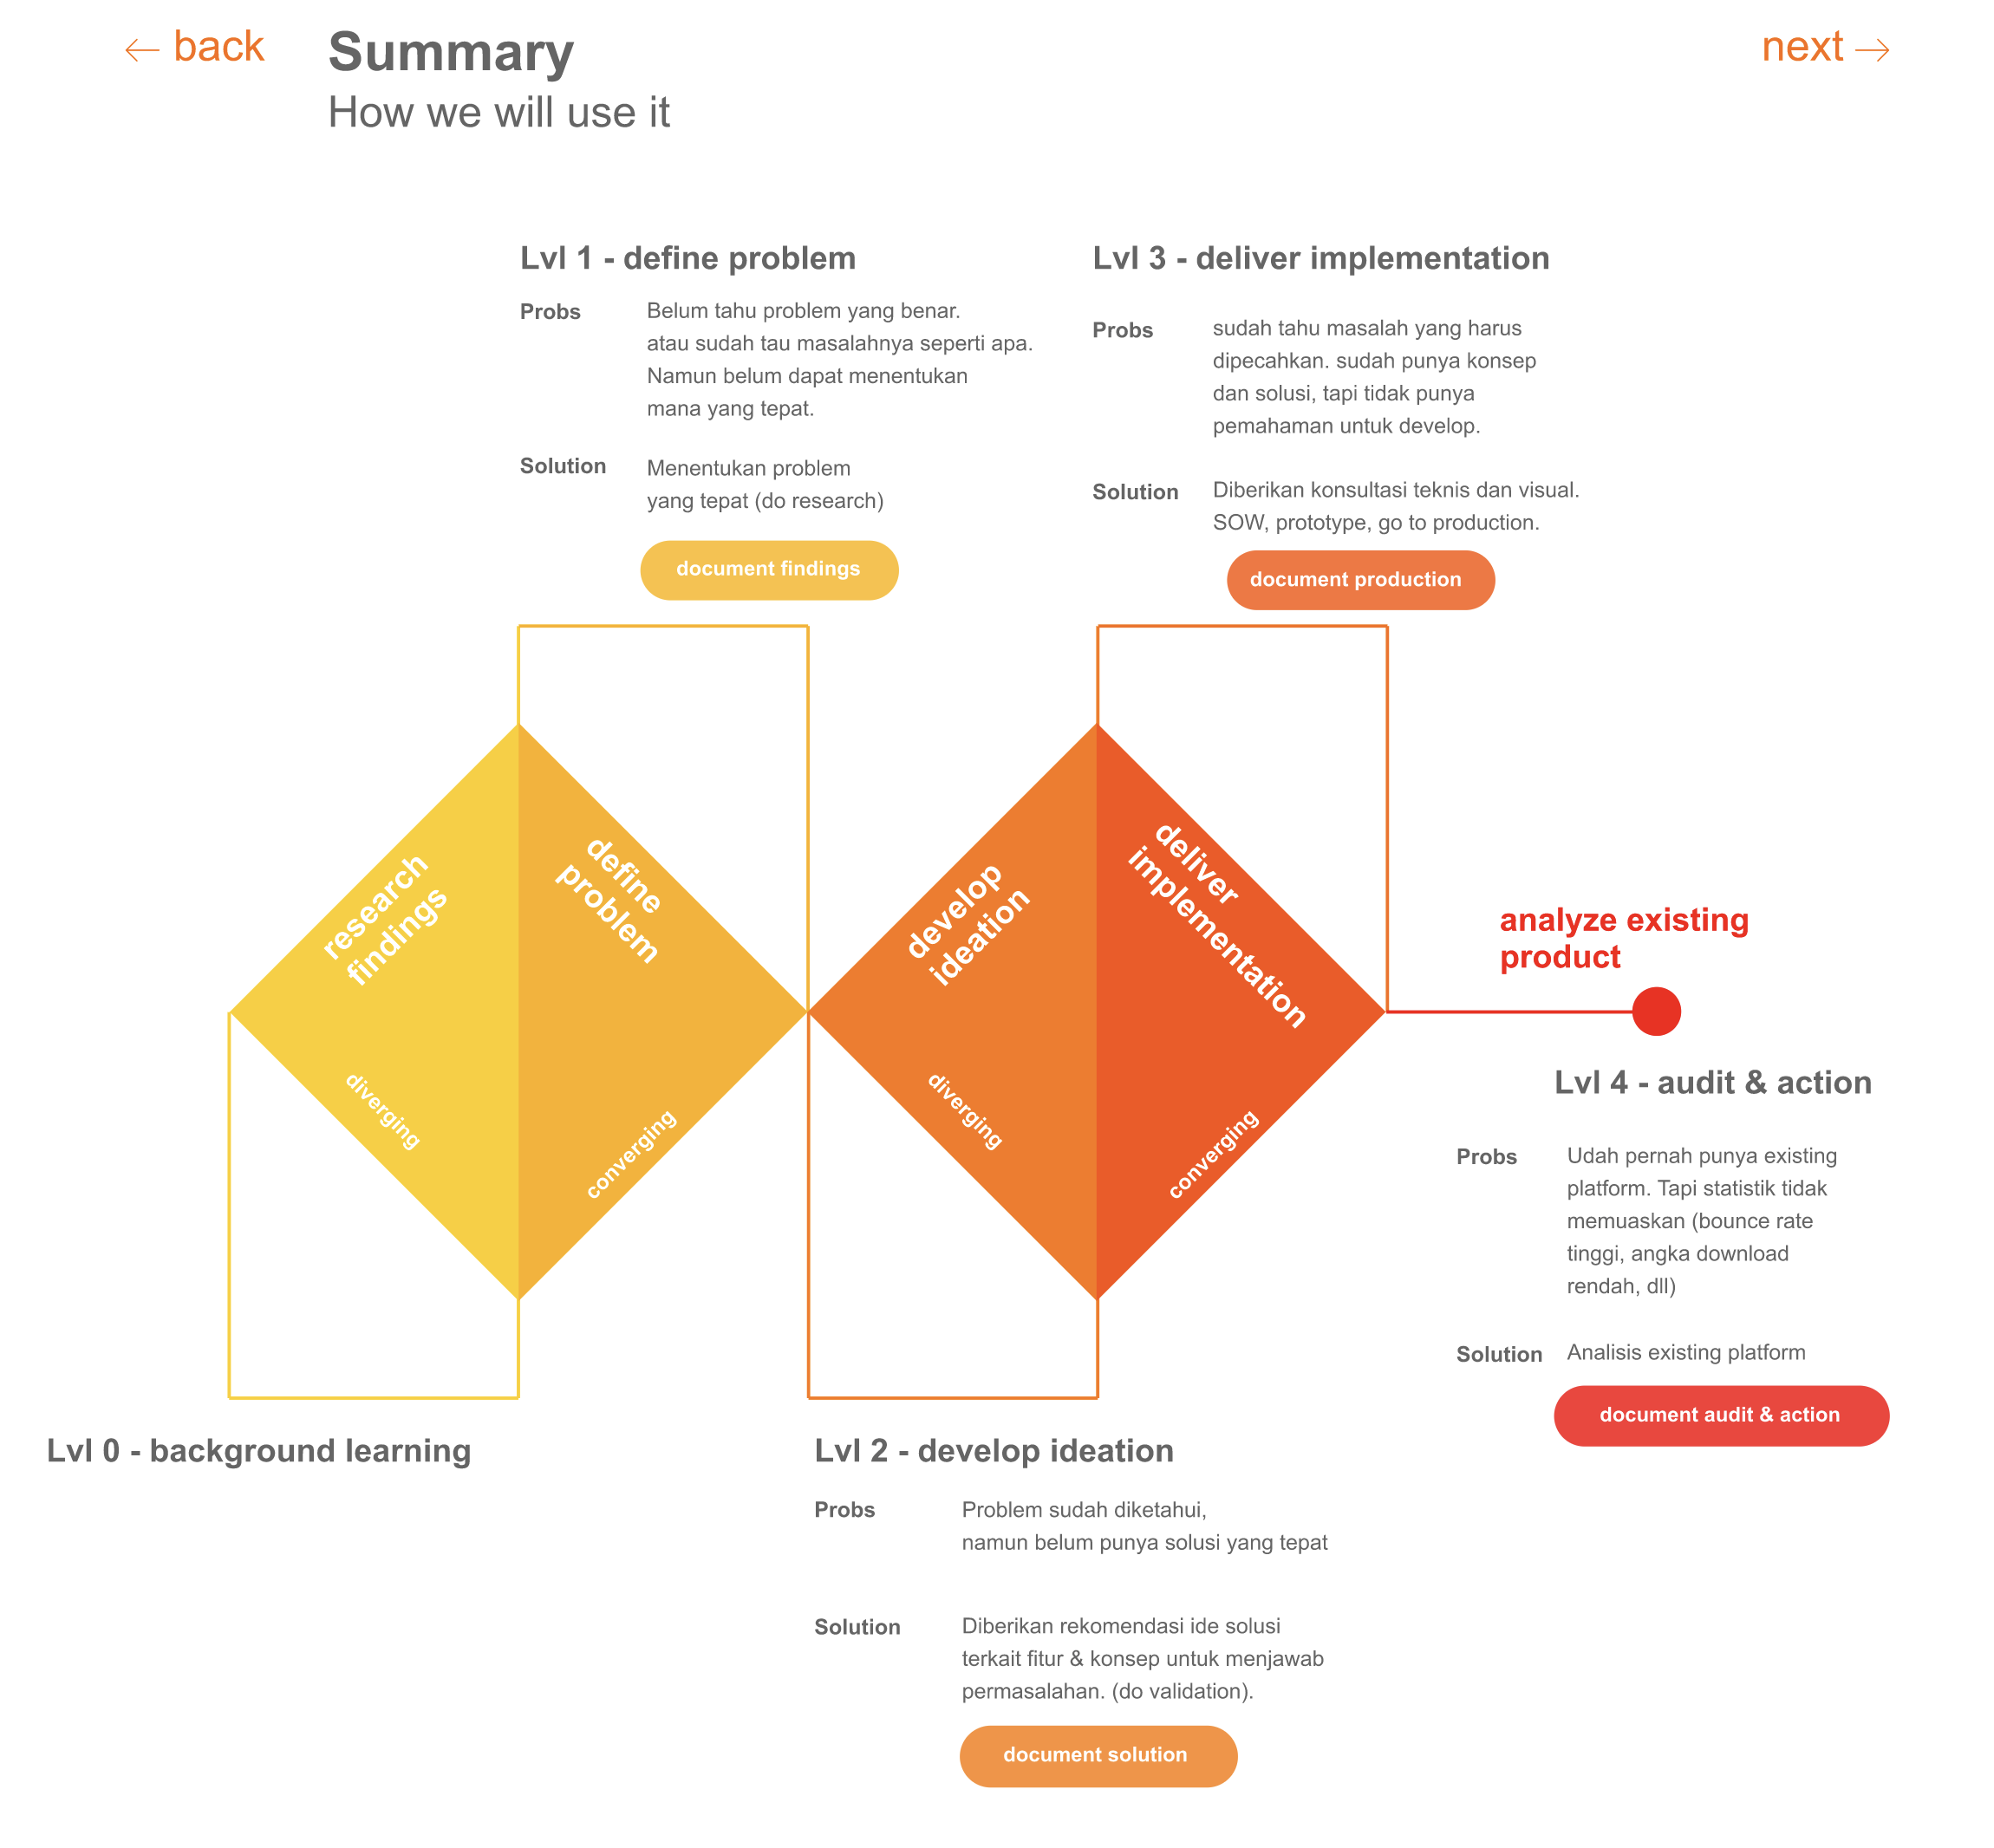 ← back
Summary
How we will use it
next →
Lvl 1 - define problem
Probs
Belum tahu problem yang benar.
atau sudah tau masalahnya seperti apa.
Namun belum dapat menentukan
mana yang tepat.
Solution
Menentukan problem
yang tepat (do research)
document findings
Lvl 3 - deliver implementation
Probs
sudah tahu masalah yang harus
dipecahkan. sudah punya konsep
dan solusi, tapi tidak punya
pemahaman untuk develop.
Solution
Diberikan konsultasi teknis dan visual.
SOW, prototype, go to production.
document production
research
findings
define
problem
diverging
converging
develop
ideation
deliver
implementation
diverging
converging
analyze existing
product
Lvl 4 - audit & action
Probs
Udah pernah punya existing
platform. Tapi statistik tidak
memuaskan (bounce rate
tinggi, angka download
rendah, dll)
Solution
Analisis existing platform
document audit & action
Lvl 0 - background learning
Lvl 2 - develop ideation
Probs
Problem sudah diketahui,
namun belum punya solusi yang tepat
Solution
Diberikan rekomendasi ide solusi
terkait fitur & konsep untuk menjawab
permasalahan. (do validation).
document solution